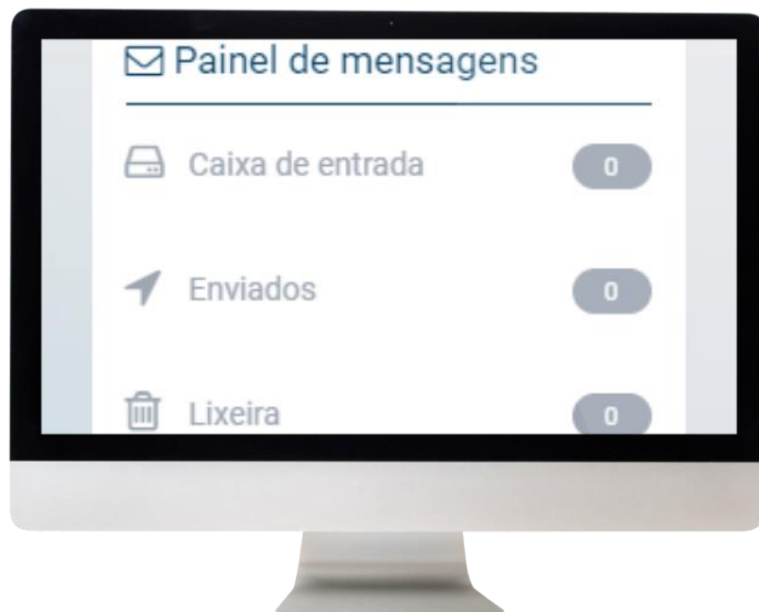 Painel de mensagens
Caixa de entrada 0
Enviados 0
Lixeira 0